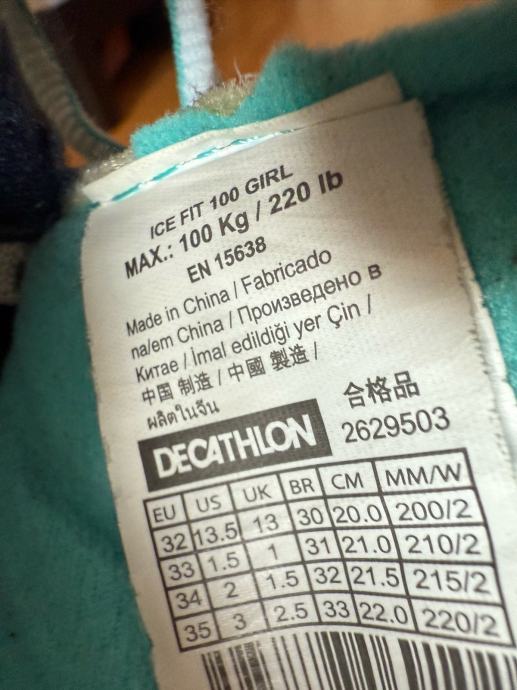 ICE FIT 100 GIRL
MAX.: 100 Kg / 220 lb
EN 15638
Made in China / Fabricado
na/em China / Произведено в
Китае / İmal edildiği yer Çin /
中国 制造 / 中國 製造 /
ผลิตในจีน
合格品
DECATHLON 2629503
EU US UK BR CM MM/W
32 13.5 13 30 20.0 200/2
33 1.5 1 31 21.0 210/2
34 2 1.5 32 21.5 215/2
35 3 2.5 33 22.0 220/2